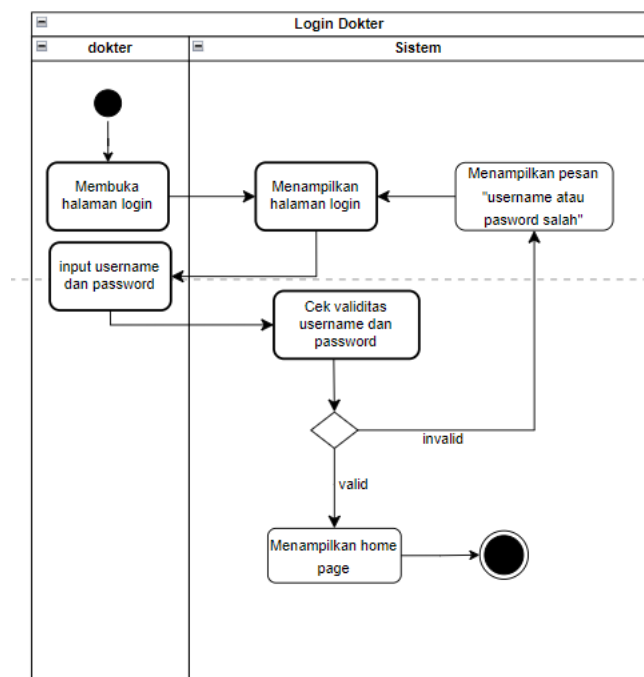 Login Dokter
dokter
Sistem
Membuka
halaman login
Menampilkan
halaman login
Menampilkan pesan
"username atau
pasword salah"
input username
dan password
Cek validitas
username dan
password
invalid
valid
Menampilkan home
page